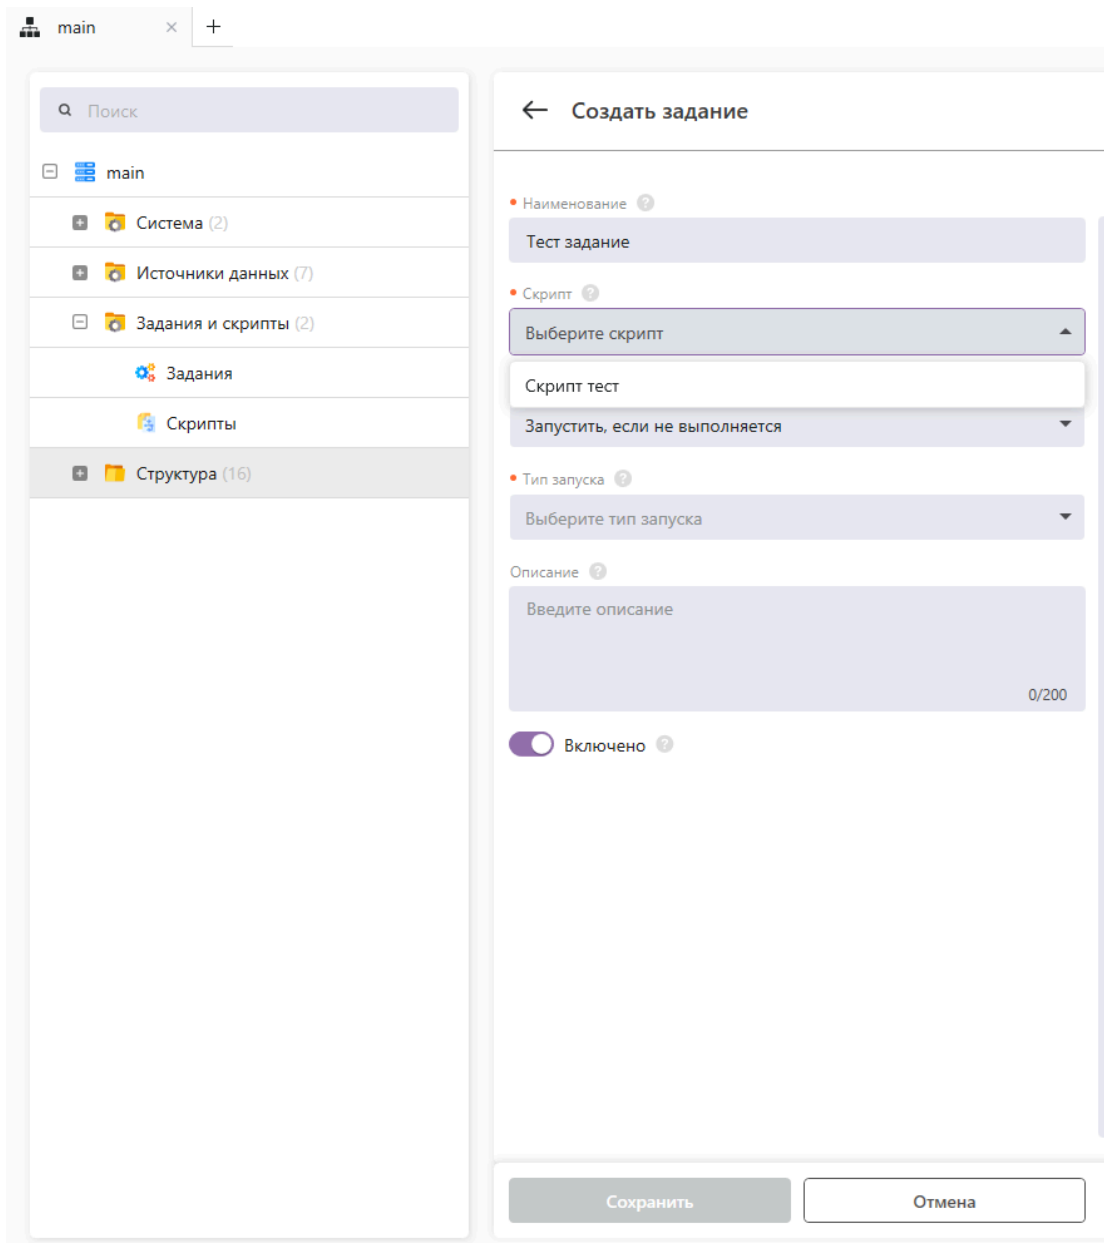 main
Поиск
main
Система (2)
Источники данных (7)
Задания и скрипты (2)
Задания
Скрипты
Структура (16)
Создать задание
Наименование
Тест задание
Скрипт
Выберите скрипт
Скрипт тест
Запустить, если не выполняется
Тип запуска
Выберите тип запуска
Описание
Введите описание
0/200
Включено
Сохранить
Отмена